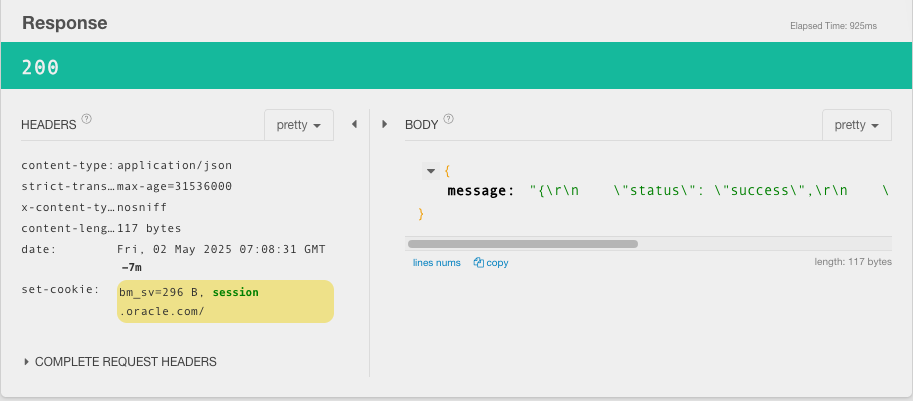 Response
Elapsed Time: 925ms
200
HEADERS ?
pretty
content-type: application/json
strict-trans… max-age=31536000
x-content-ty… nosniff
content-leng… 117 bytes
date: Fri, 02 May 2025 07:08:31 GMT
-7m
set-cookie: bm_sv=296 B, session
.oracle.com/
COMPLETE REQUEST HEADERS
BODY ?
pretty
{
message: "{\r\n    \"status\": \"success\",\r\n    \
}
lines nums copy
length: 117 bytes